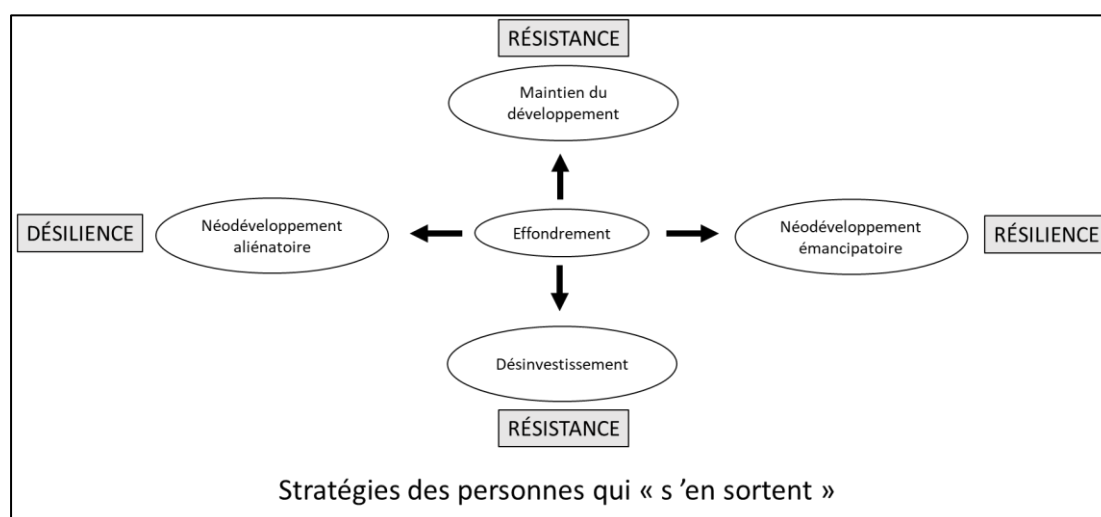 RÉSISTANCE
Maintien du
développement
DÉSILIENCE
Néodéveloppement
aliénatoire
Effondrement
Néodéveloppement
émancipatoire
RÉSILIENCE
Désinvestissement
RÉSISTANCE
Stratégies des personnes qui « s ’en sortent »